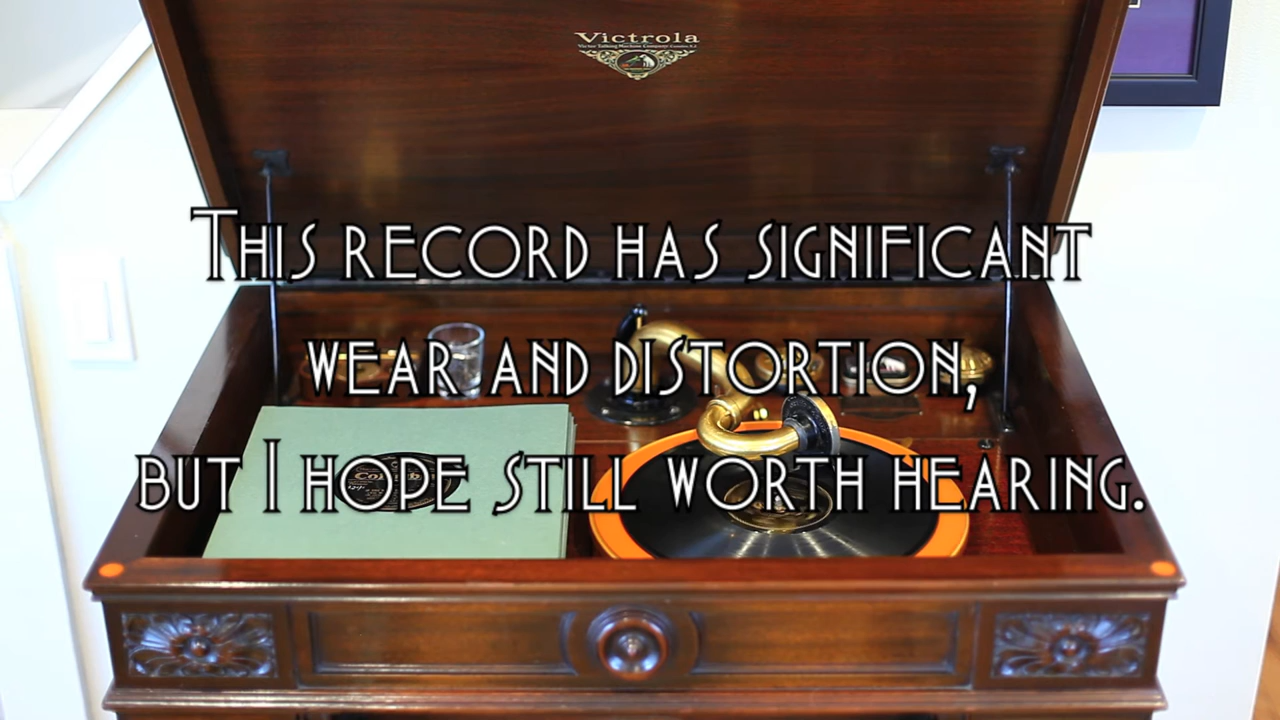 Victrola
This record has significant
wear and distortion,
but I hope still worth hearing.